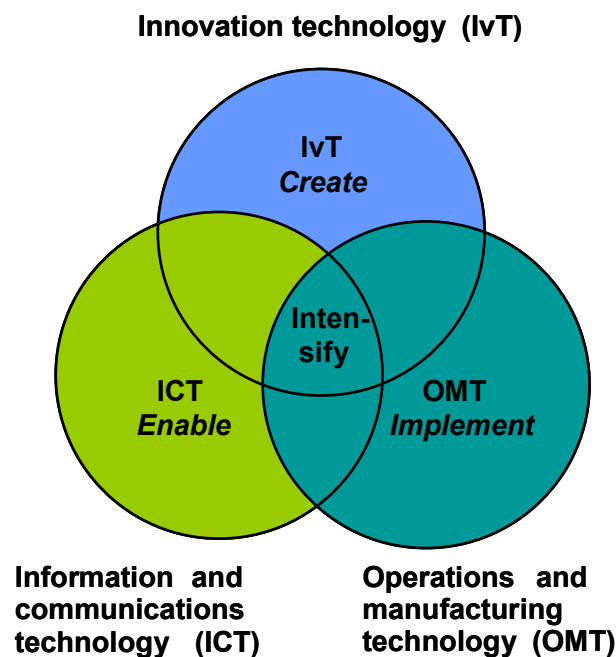 Innovation technology (IvT)
IvT
Create
Inten-
sify
ICT
Enable
OMT
Implement
Information and
communications
technology (ICT)
Operations and
manufacturing
technology (OMT)